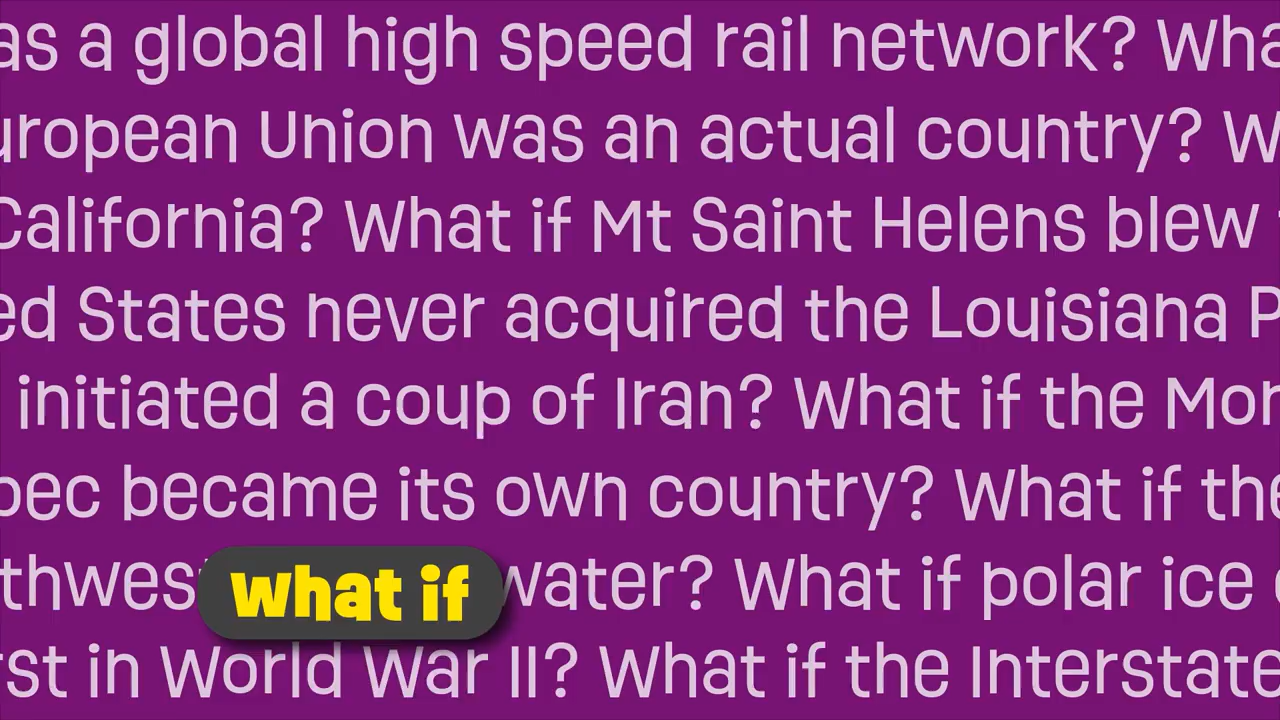 as a global high speed rail network? Wha
uropean Union was an actual country? W
California? What if Mt Saint Helens blew
ed States never acquired the Louisiana P
initiated a coup of Iran? What if the Mor
bec became its own country? What if the
thwest water? What if polar ice
What if
rst in World War II? What if the Interstate